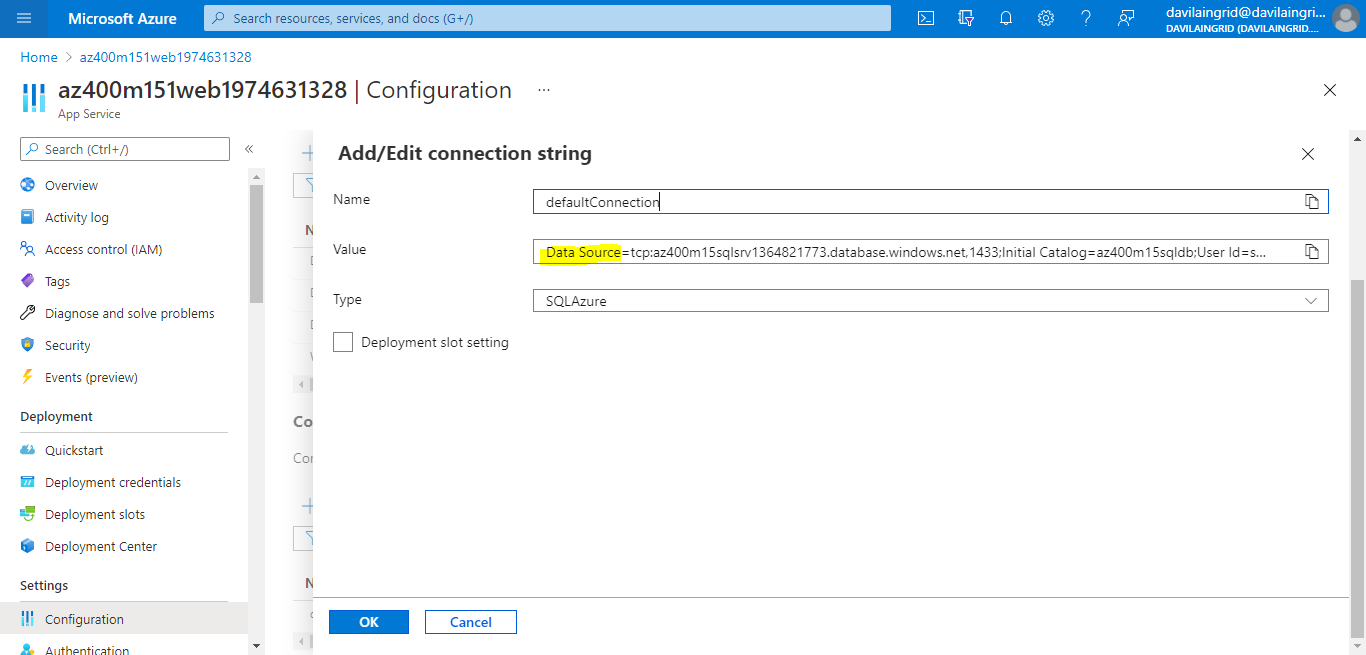 Microsoft Azure
Search resources, services, and docs (G+/)
davilaingrid@davilaingri...
DAVILAINGRID (DAVILAINGRID....
Home > az400m151web1974631328
az400m151web1974631328 | Configuration ...
App Service
Search (Ctrl+/)
Overview
Activity log
Access control (IAM)
Tags
Diagnose and solve problems
Security
Events (preview)
Deployment
Quickstart
Deployment credentials
Deployment slots
Deployment Center
Settings
Configuration
Authentication
Add/Edit connection string
Name
defaultConnection
Value
Data Source=tcp:az400m15sqlsrv1364821773.database.windows.net,1433;Initial Catalog=az400m15sqldb;User Id=s...
Type
SQLAzure
Deployment slot setting
OK
Cancel